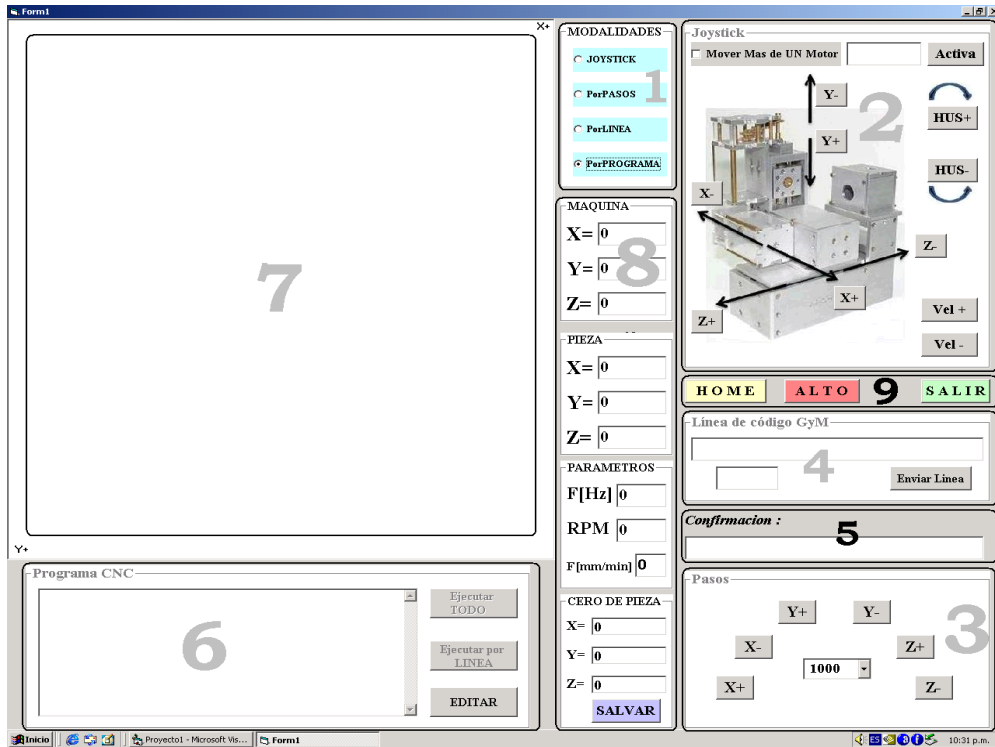 Form1
X+
7
Y+
Programa CNC
6
Ejecutar
TODO
Ejecutar por
LINEA
EDITAR
MODALIDADES
JOYSTICK
1
PorPASOS
PorLINEA
PorPROGRAMA
MAQUINA
X= 0
8
Y= 0
Z= 0
PIEZA
X= 0
Y= 0
Z= 0
PARAMETROS
F[Hz] 0
RPM 0
F[mm/min] 0
CERO DE PIEZA
X= 0
Y= 0
Z= 0
SALVAR
Joystick
Mover Mas de UN Motor
Activa
Y-
2
HUS+
Y+
HUS-
X-
Z-
X+
Z+
Vel +
Vel -
HOME
ALTO
9
SALIR
Linea de código GyM
4
Enviar Linea
Confirmacion :
5
Pasos
Y+ Y-
3
X- Z+
1000
X+ Z-
Inicio
Proyecto1 - Microsoft Vis...
Form1
ES
10:31 p.m.